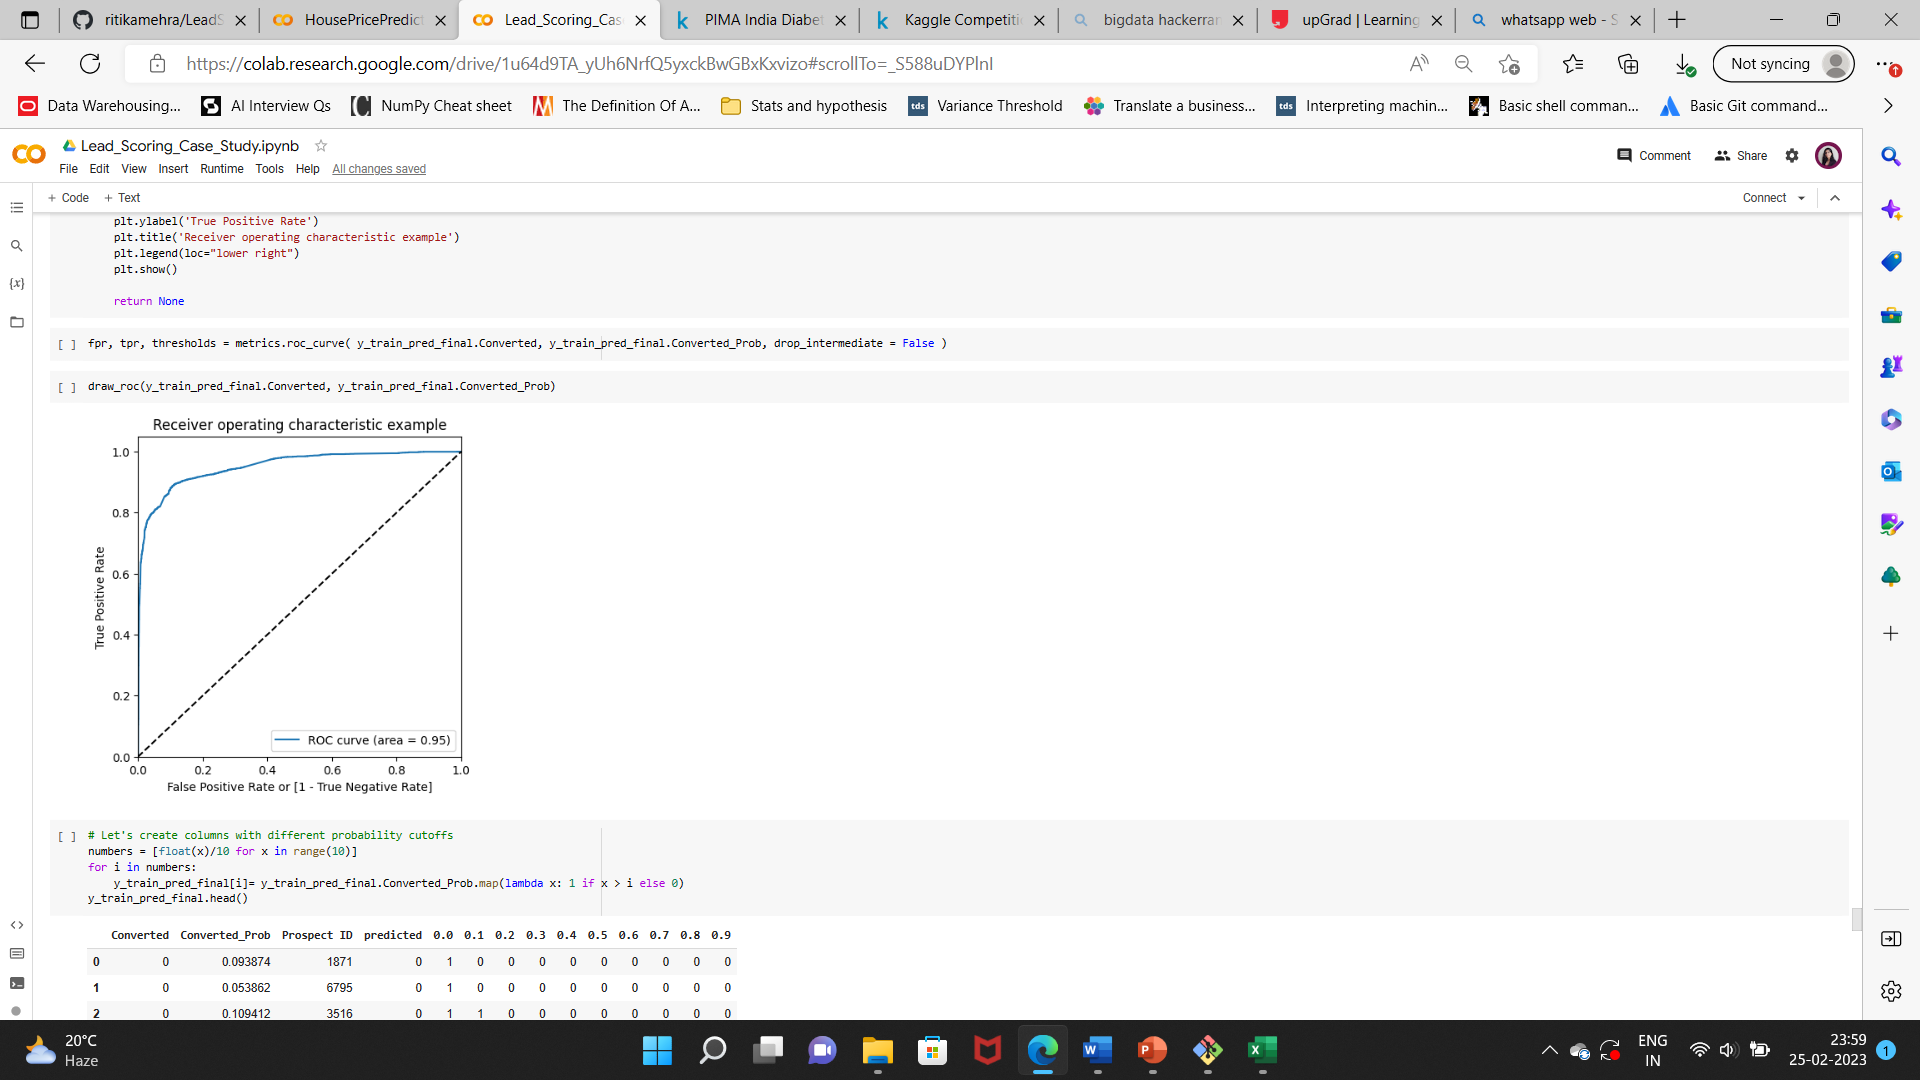 ritikamehra/LeadS
HousePricePredict
Lead_Scoring_Cas
PIMA India Diabet
Kaggle Competiti
bigdata hackerran
upGrad | Learning
whatsapp web - S
https://colab.research.google.com/drive/1u64d9TA_yUh6NrfQ5yxckBwGBxKxvizo#scrollTo=_S588uDYPlnI
Not syncing
Data Warehousing...
AI Interview Qs
NumPy Cheat sheet
The Definition Of A...
Stats and hypothesis
tds Variance Threshold
Translate a business...
tds Interpreting machin...
Basic shell comman...
Basic Git command...
Lead_Scoring_Case_Study.ipynb
File Edit View Insert Runtime Tools Help All changes saved
Comment
Share
+ Code + Text
Connect
plt.ylabel('True Positive Rate')
plt.title('Receiver operating characteristic example')
plt.legend(loc="lower right")
plt.show()
return None
[ ] fpr, tpr, thresholds = metrics.roc_curve( y_train_pred_final.Converted, y_train_pred_final.Converted_Prob, drop_intermediate = False )
[ ] draw_roc(y_train_pred_final.Converted, y_train_pred_final.Converted_Prob)
Receiver operating characteristic example
1.0
0.8
0.6
0.4
0.2
0.0
True Positive Rate
ROC curve (area = 0.95)
0.0 0.2 0.4 0.6 0.8 1.0
False Positive Rate or [1 - True Negative Rate]
[ ] # Let's create columns with different probability cutoffs
numbers = [float(x)/10 for x in range(10)]
for i in numbers:
y_train_pred_final[i]= y_train_pred_final.Converted_Prob.map(lambda x: 1 if x > i else 0)
y_train_pred_final.head()
Converted Converted_Prob Prospect ID predicted 0.0 0.1 0.2 0.3 0.4 0.5 0.6 0.7 0.8 0.9
0 0 0.093874 1871 0 1 0 0 0 0 0 0 0 0 0
1 0 0.053862 6795 0 1 0 0 0 0 0 0 0 0 0
2 0 0.109412 3516 0 1 1 0 0 0 0 0 0 0 0
20°C
Haze
ENG
IN
23:59
25-02-2023
1